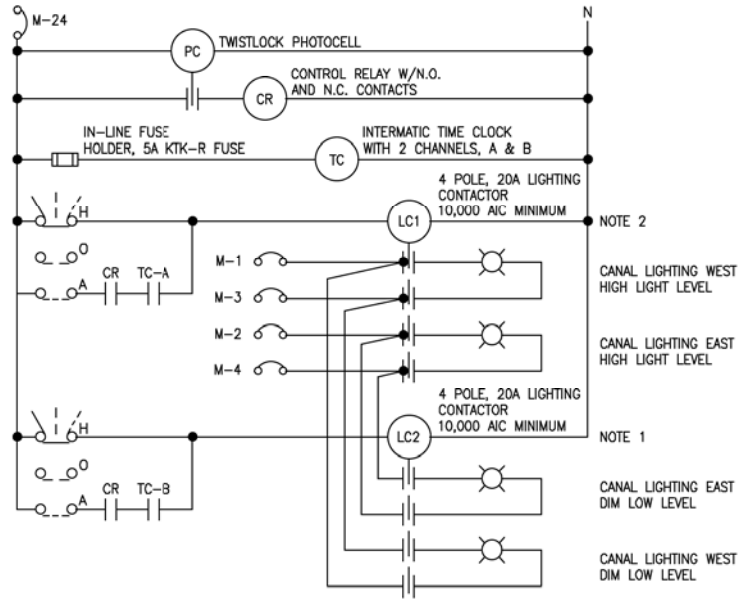 M-24
N
PC
TWISTLOCK PHOTOCELL
CR
CONTROL RELAY W/N.O.
AND N.C. CONTACTS
IN-LINE FUSE
HOLDER, 5A KTK-R FUSE
TC
INTERMATIC TIME CLOCK
WITH 2 CHANNELS, A & B
4 POLE, 20A LIGHTING
CONTACTOR
10,000 AIC MINIMUM
H
LC1
NOTE 2
O
A
CR
TC-A
M-1
CANAL LIGHTING WEST
HIGH LIGHT LEVEL
M-3
M-2
CANAL LIGHTING EAST
HIGH LIGHT LEVEL
M-4
4 POLE, 20A LIGHTING
CONTACTOR
10,000 AIC MINIMUM
H
LC2
NOTE 1
O
A
CR
TC-B
CANAL LIGHTING EAST
DIM LOW LEVEL
CANAL LIGHTING WEST
DIM LOW LEVEL